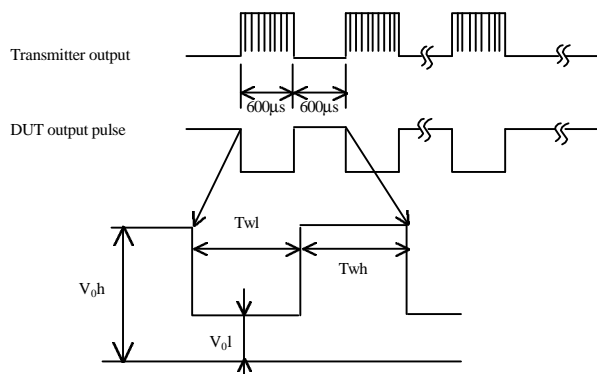 Transmitter output
600μs 600μs
DUT output pulse
Twl
Twh
V₀h
V₀l